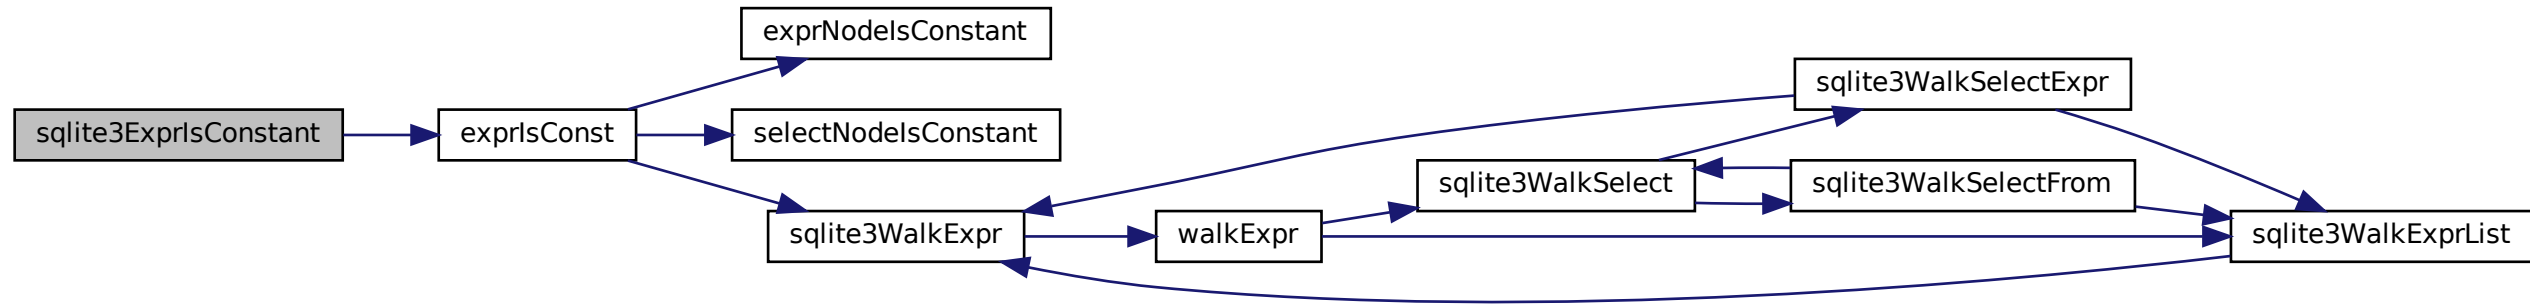 exprNodeIsConstant
sqlite3WalkSelectExpr
sqlite3ExprIsConstant
exprIsConst
selectNodeIsConstant
sqlite3WalkSelect
sqlite3WalkSelectFrom
sqlite3WalkExpr
walkExpr
sqlite3WalkExprList